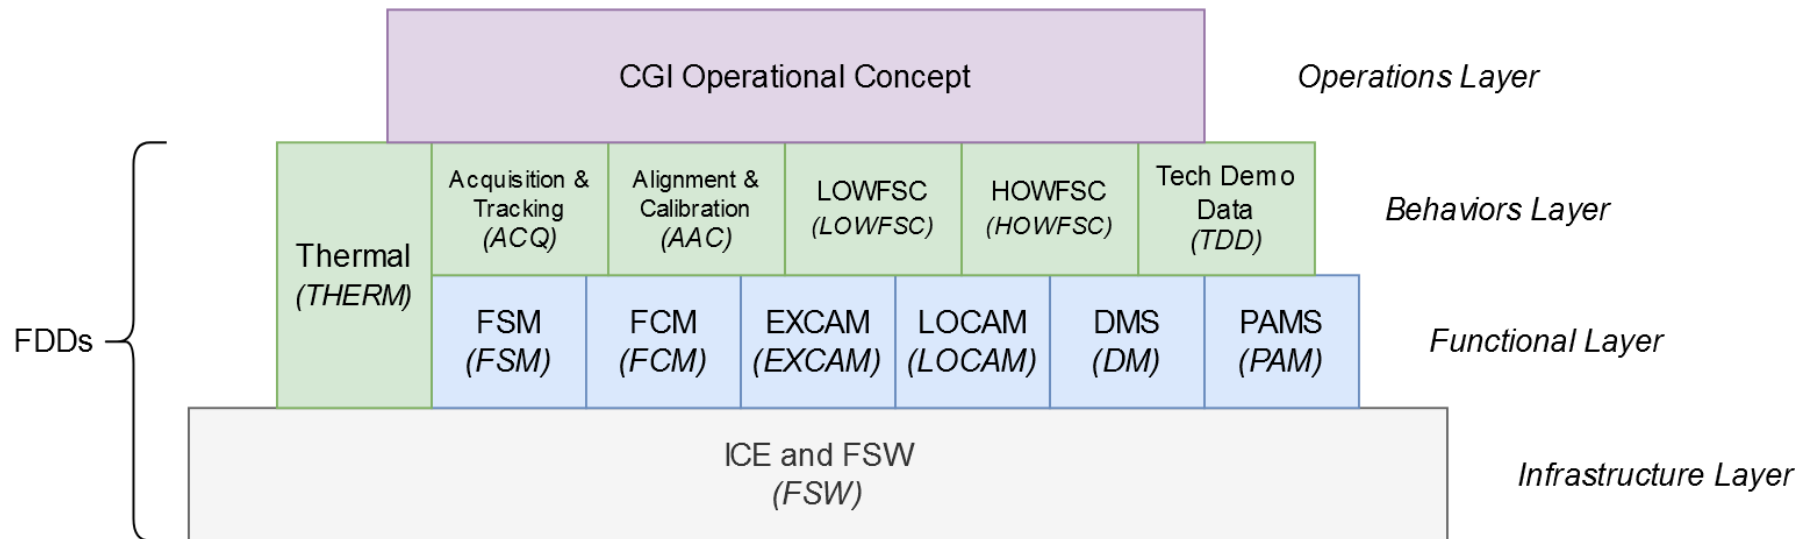 CGI Operational Concept
Operations Layer
Acquisition &
Tracking
(ACQ)
Alignment &
Calibration
(AAC)
LOWFSC
(LOWFSC)
HOWFSC
(HOWFSC)
Tech Demo
Data
(TDD)
Behaviors Layer
Thermal
(THERM)
FDDs
FSM
(FSM)
FCM
(FCM)
EXCAM
(EXCAM)
LOCAM
(LOCAM)
DMS
(DM)
PAMS
(PAM)
Functional Layer
ICE and FSW
(FSW)
Infrastructure Layer